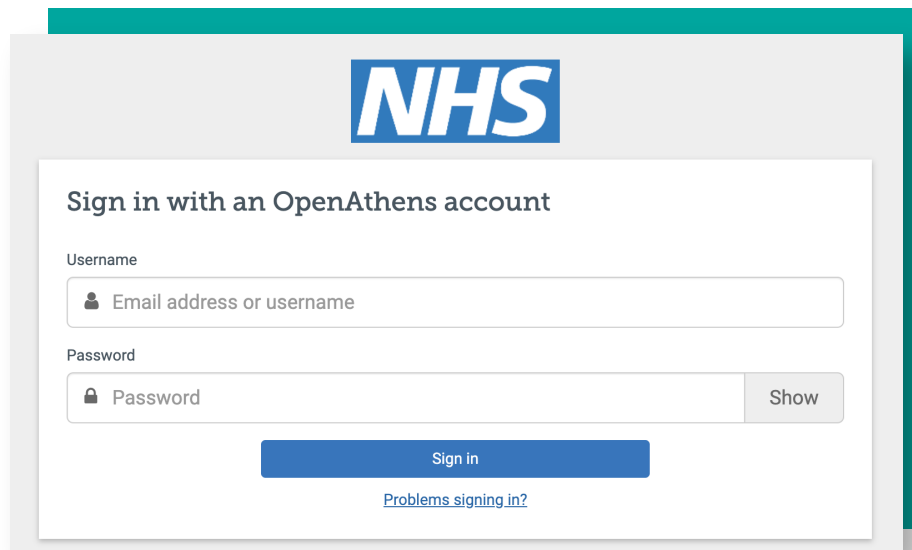 NHS
Sign in with an OpenAthens account
Username
Email address or username
Password
Password
Show
Sign in
Problems signing in?